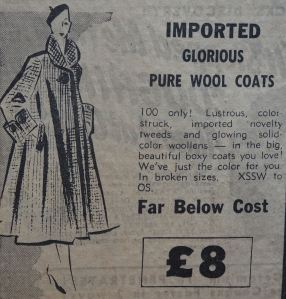 IMPORTED
GLORIOUS
PURE WOOL COATS
100 only! Lustrous, color-
struck, imported novelty
tweeds and glowing solid-
color woollens — in the big,
beautiful boxy coats you love!
We've just the color for you.
In broken sizes. XSSW to
OS.
Far Below Cost
£8